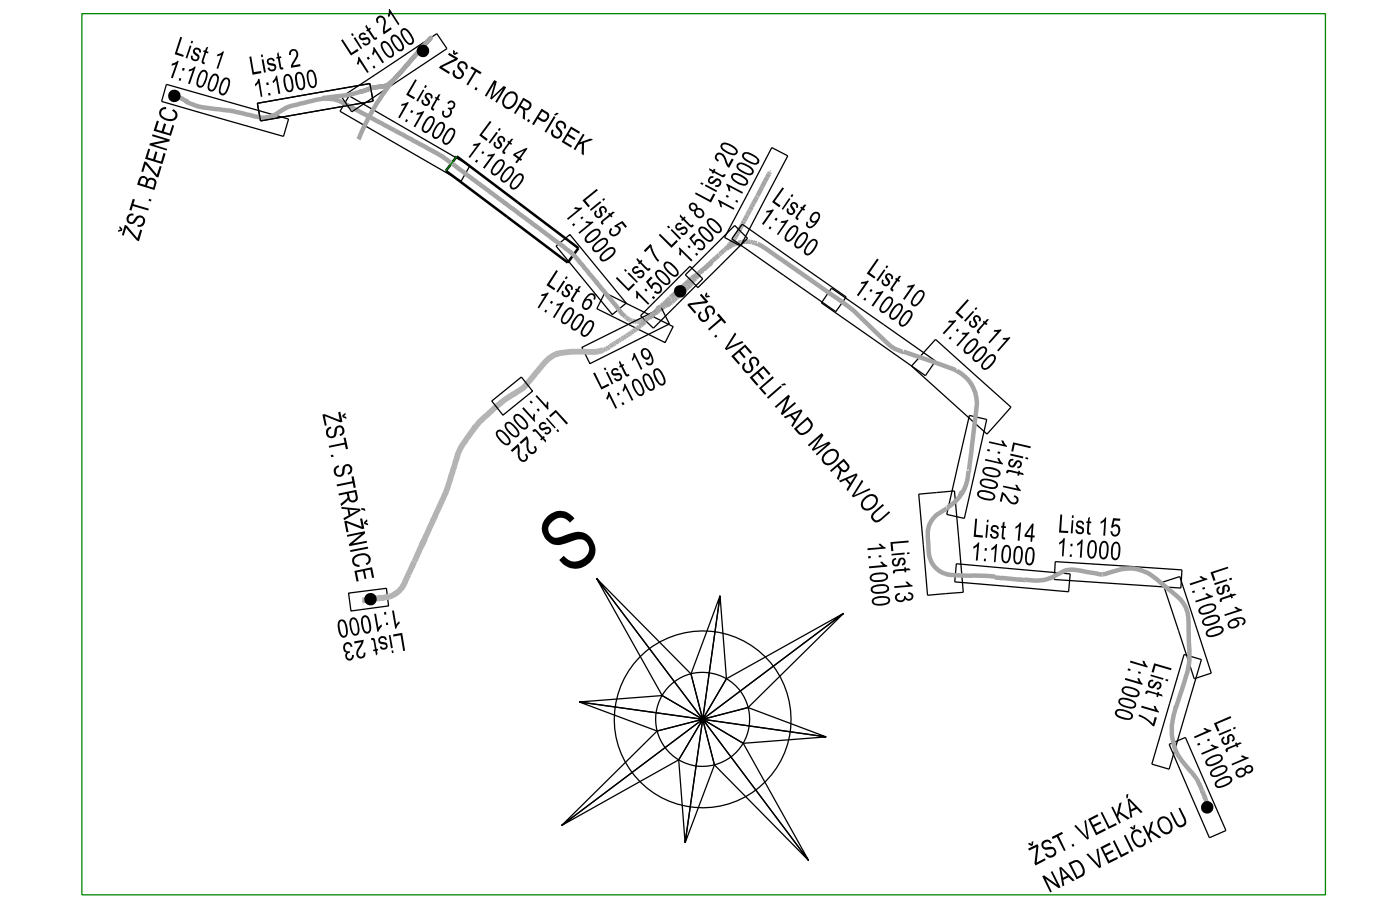 List 1
1:1000
List 2
1:1000
List 21
1:1000
ŽST. MOR.PÍSEK
ŽST. BZENEC
List 3
1:1000
List 4
1:1000
List 5
1:1000
List 6
1:1000
List 7
1:500
List 8
1:500
List 20
1:1000
List 9
1:1000
List 10
1:1000
List 11
1:1000
ŽST. VESELÍ NAD MORAVOU
List 19
1:1000
List 22
1:1000
ŽST. STRÁŽNICE
List 23
1:1000
List 12
1:1000
List 13
1:1000
List 14
1:1000
List 15
1:1000
List 16
1:1000
List 17
1:1000
List 18
1:1000
ŽST. VELKÁ
NAD VELIČKOU
S